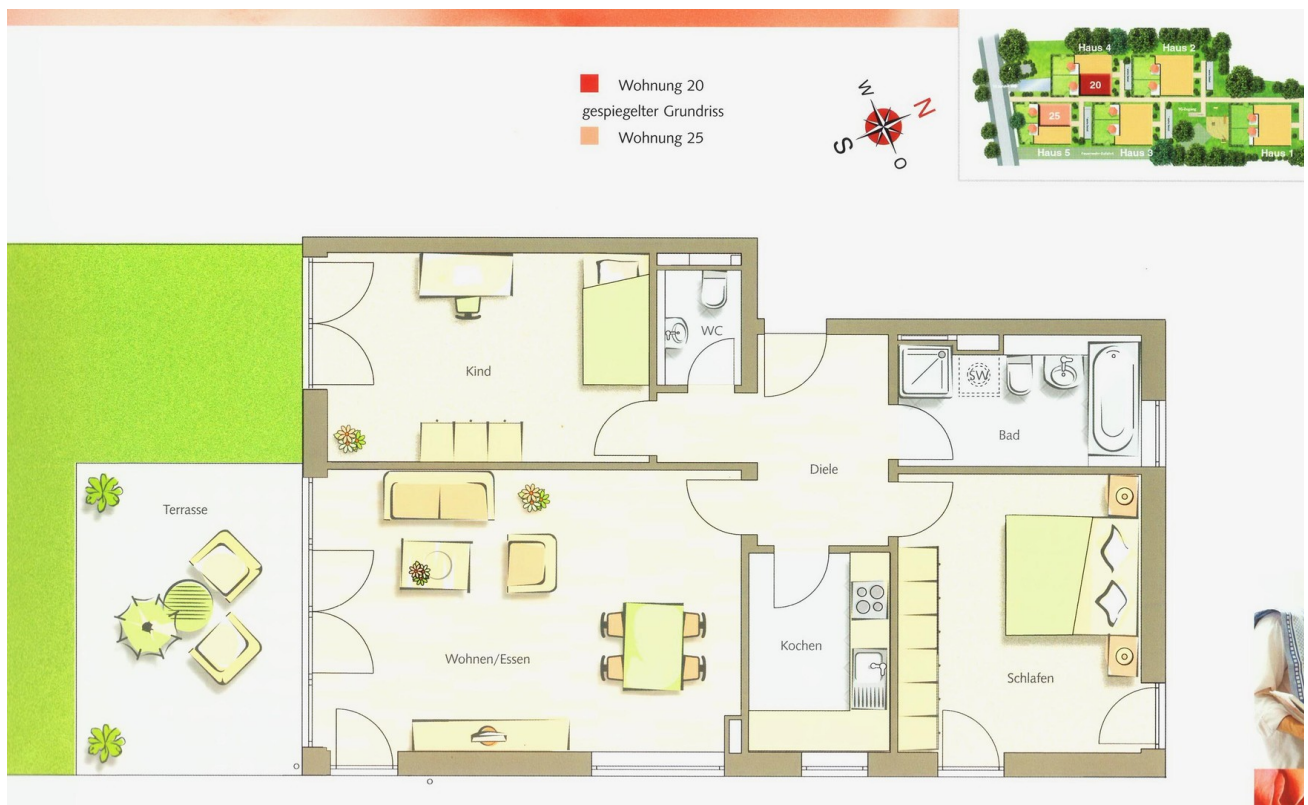 Wohnung 20
gespiegelter Grundriss
Wohnung 25
W
N
S
O
Haus 4
Haus 2
20
25
Haus 5
Haus 3
Haus 1
Kind
WC
SW
Bad
Diele
Terrasse
Wohnen/Essen
Kochen
Schlafen